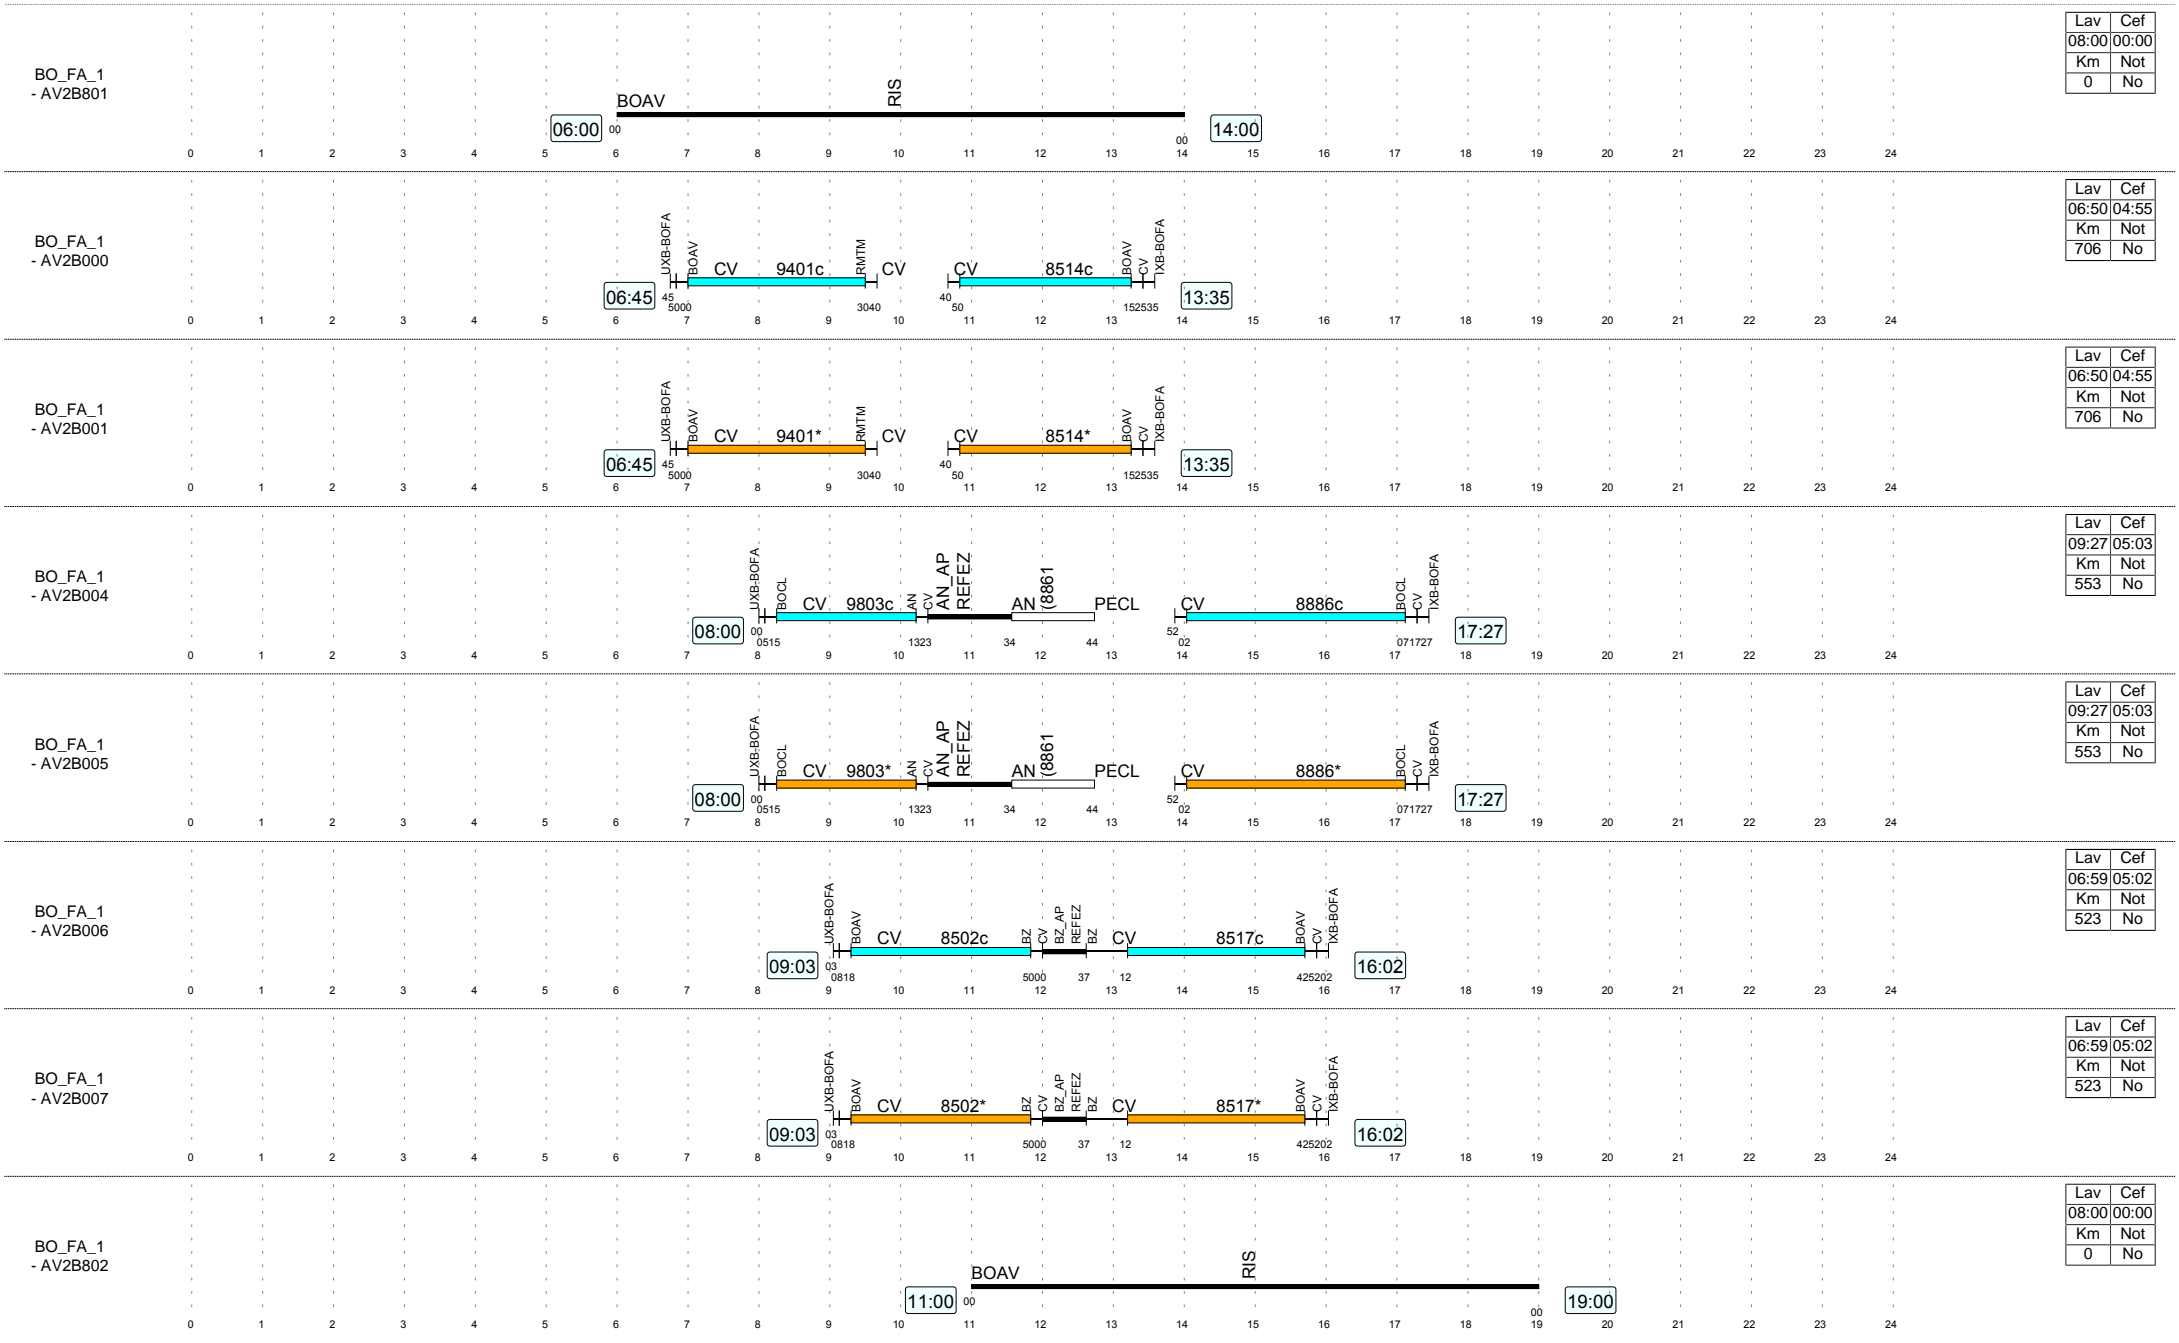 Lav Cef
08:00 00:00
Km Not
0 No
BO_FA_1
- AV2B801
BOAV RIS
06:00 00 00 14:00
0 1 2 3 4 5 6 7 8 9 10 11 12 13 14 15 16 17 18 19 20 21 22 23 24
Lav Cef
06:50 04:55
Km Not
706 No
BO_FA_1
- AV2B000
UXB-BOFA BOAV CV 9401c RMTM CV CV 8514c BOAV CV IXB-BOFA
06:45 45 5000 3040 40 50 152535 13:35
0 1 2 3 4 5 6 7 8 9 10 11 12 13 14 15 16 17 18 19 20 21 22 23 24
Lav Cef
06:50 04:55
Km Not
706 No
BO_FA_1
- AV2B001
UXB-BOFA BOAV CV 9401* RMTM CV CV 8514* BOAV CV IXB-BOFA
06:45 45 5000 3040 40 50 152535 13:35
0 1 2 3 4 5 6 7 8 9 10 11 12 13 14 15 16 17 18 19 20 21 22 23 24
Lav Cef
09:27 05:03
Km Not
553 No
BO_FA_1
- AV2B004
UXB-BOFA BOCL CV 9803c AN CV AN_AP REFEZ AN (8861 PECL CV 8886c BOCL CV IXB-BOFA
08:00 00 0515 1323 34 44 52 02 071727 17:27
0 1 2 3 4 5 6 7 8 9 10 11 12 13 14 15 16 17 18 19 20 21 22 23 24
Lav Cef
09:27 05:03
Km Not
553 No
BO_FA_1
- AV2B005
UXB-BOFA BOCL CV 9803* AN CV AN_AP REFEZ AN (8861 PECL CV 8886* BOCL CV IXB-BOFA
08:00 00 0515 1323 34 44 52 02 071727 17:27
0 1 2 3 4 5 6 7 8 9 10 11 12 13 14 15 16 17 18 19 20 21 22 23 24
Lav Cef
06:59 05:02
Km Not
523 No
BO_FA_1
- AV2B006
UXB-BOFA BOAV CV 8502c BZ CV BZ_AP REFEZ BZ CV 8517c BOAV CV IXB-BOFA
09:03 03 0818 5000 37 12 425202 16:02
0 1 2 3 4 5 6 7 8 9 10 11 12 13 14 15 16 17 18 19 20 21 22 23 24
Lav Cef
06:59 05:02
Km Not
523 No
BO_FA_1
- AV2B007
UXB-BOFA BOAV CV 8502* BZ CV BZ_AP REFEZ BZ CV 8517* BOAV CV IXB-BOFA
09:03 03 0818 5000 37 12 425202 16:02
0 1 2 3 4 5 6 7 8 9 10 11 12 13 14 15 16 17 18 19 20 21 22 23 24
Lav Cef
08:00 00:00
Km Not
0 No
BO_FA_1
- AV2B802
BOAV RIS
11:00 00 00 19:00
0 1 2 3 4 5 6 7 8 9 10 11 12 13 14 15 16 17 18 19 20 21 22 23 24